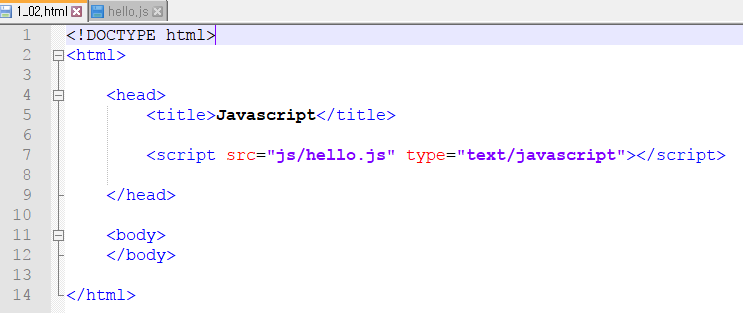 1_02.html hello.js
1 <!DOCTYPE html>
2 <html>
3
4 <head>
5 <title>Javascript</title>
6
7 <script src="js/hello.js" type="text/javascript"></script>
8
9 </head>
10
11 <body>
12 </body>
13
14 </html>